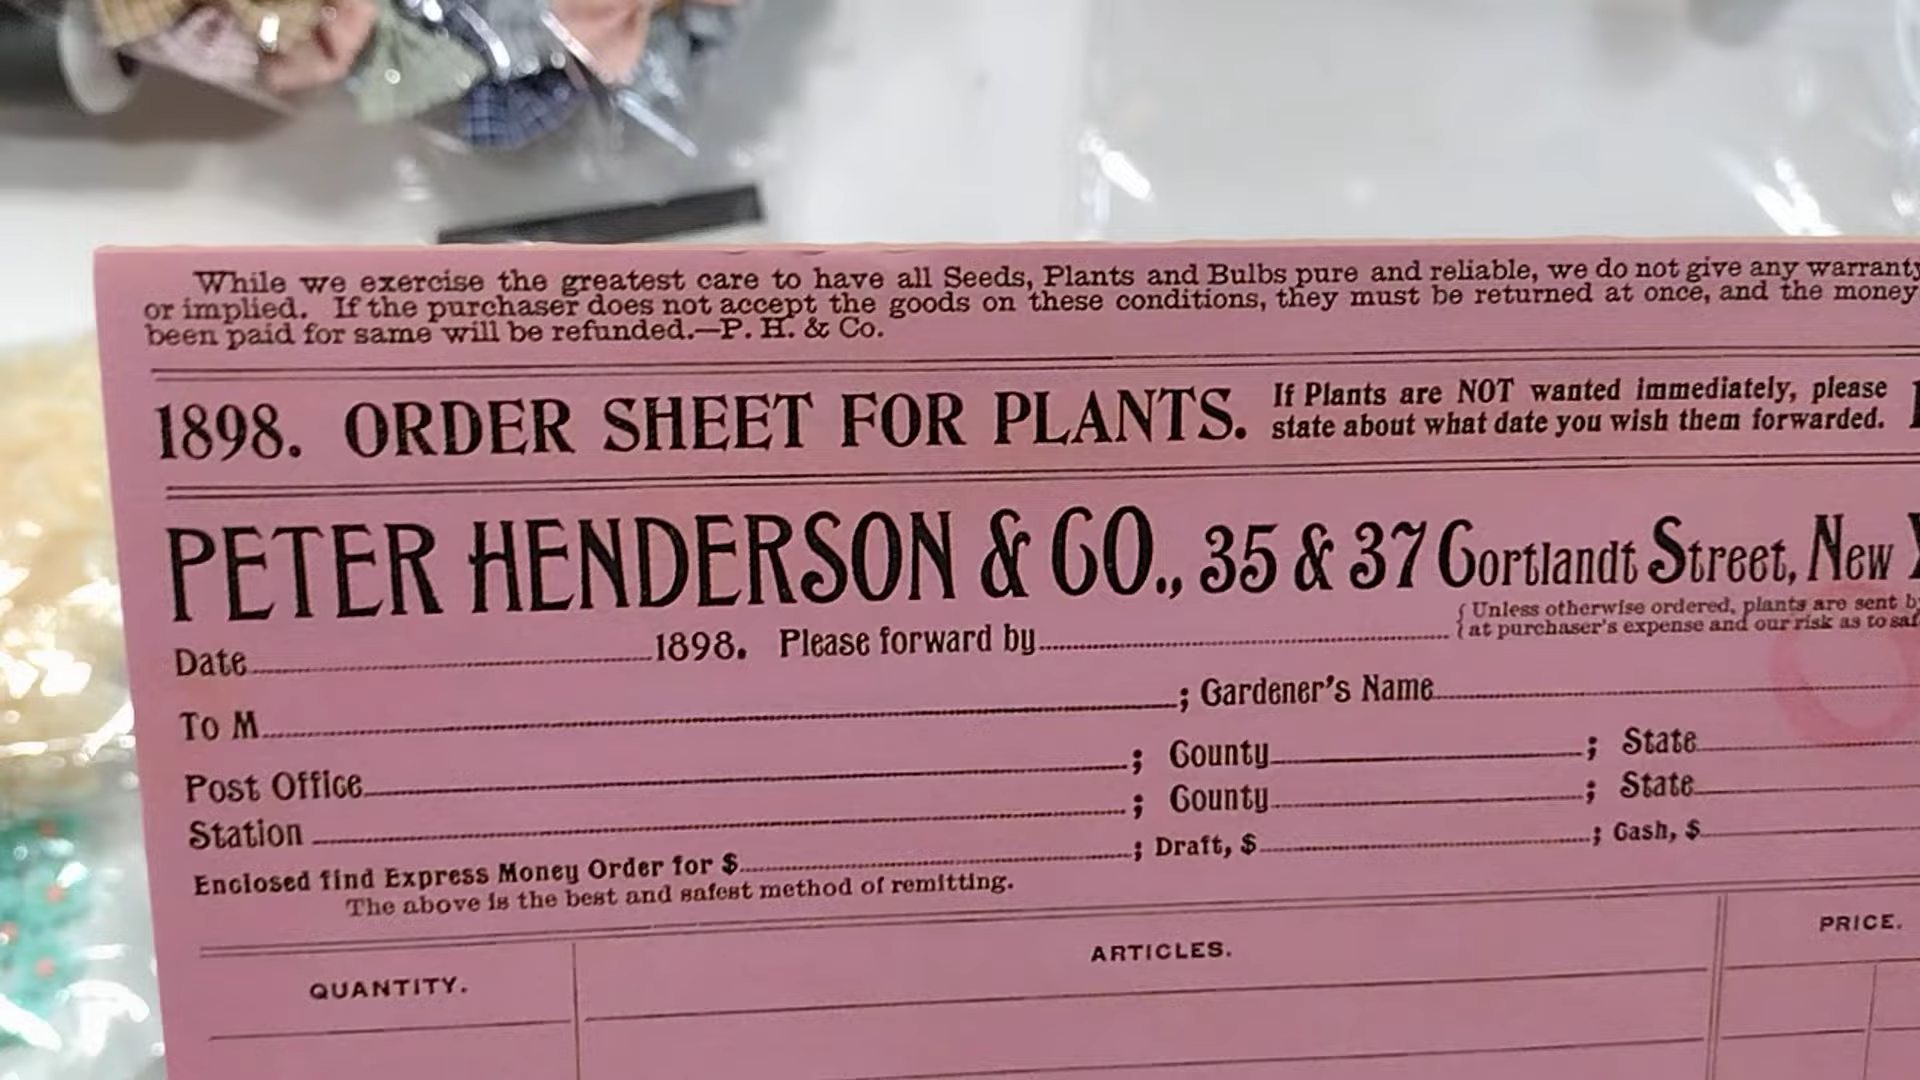 While we exercise the greatest care to have all Seeds, Plants and Bulbs pure and reliable, we do not give any warranty
or implied. If the purchaser does not accept the goods on these conditions, they must be returned at once, and the money
been paid for same will be refunded.—P. H. & Co.
1898. ORDER SHEET FOR PLANTS. If Plants are NOT wanted immediately, please
state about what date you wish them forwarded.
PETER HENDERSON & CO., 35 & 37 Cortlandt Street, New
Date 1898. Please forward by { Unless otherwise ordered, plants are sent by
at purchaser's expense and our risk as to
To M ; Gardener's Name
Post Office ; County ; State
Station ; County ; State
Enclosed find Express Money Order for $ ; Draft, $ ; Cash, $
The above is the best and safest method of remitting.
QUANTITY. ARTICLES. PRICE.